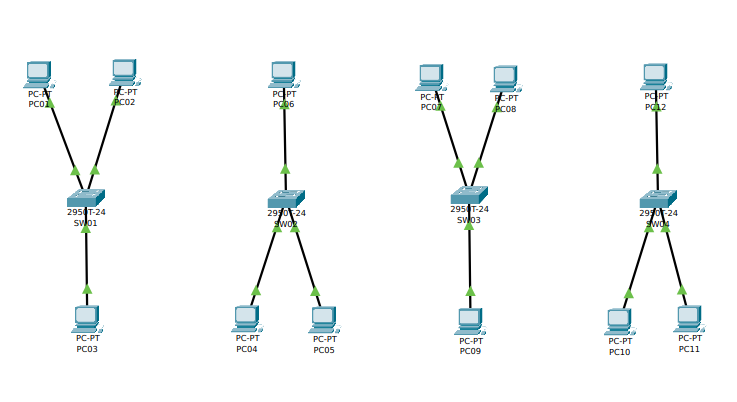 PC-PT
PC01
PC-PT
PC02
PC-PT
PC06
PC-PT
PC07
PC-PT
PC08
PC-PT
PC12
2950T-24
SW01
2950T-24
SW02
2950T-24
SW03
2950T-24
SW04
PC-PT
PC03
PC-PT
PC04
PC-PT
PC05
PC-PT
PC09
PC-PT
PC10
PC-PT
PC11